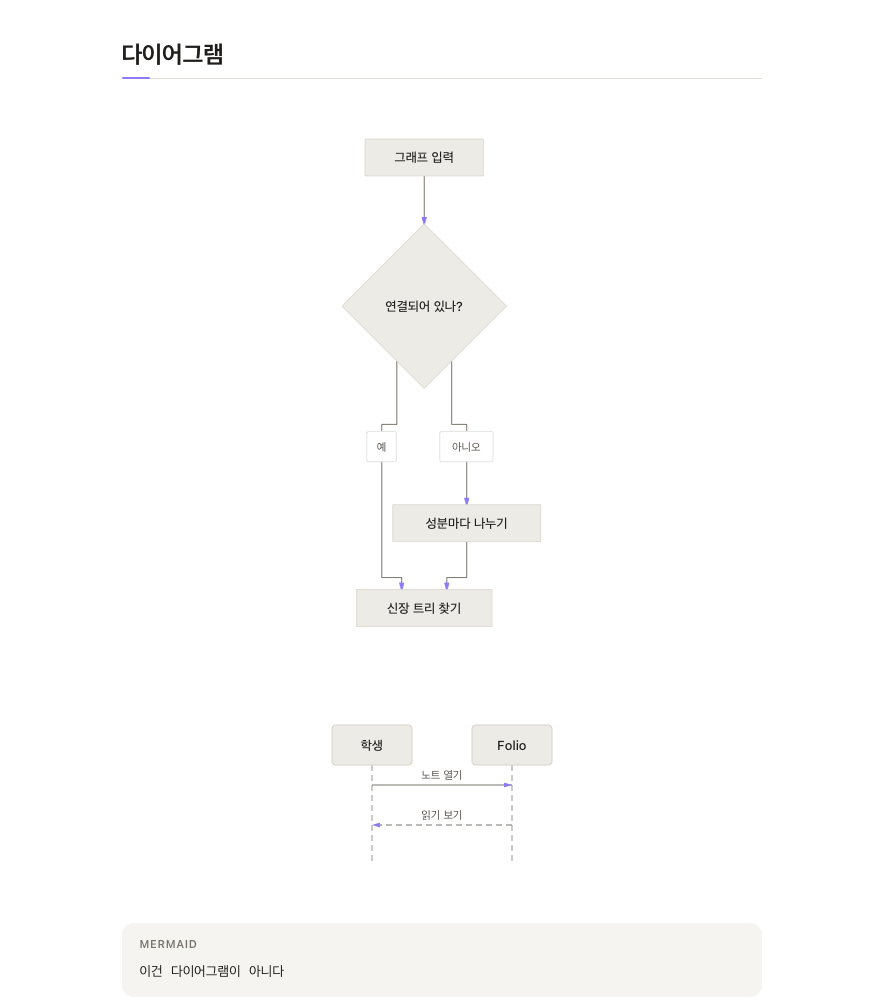 다이어그램
그래프 입력
연결되어 있나?
예
아니오
성분마다 나누기
신장 트리 찾기
학생
Folio
노트 열기
읽기 보기
MERMAID
이건 다이어그램이 아니다